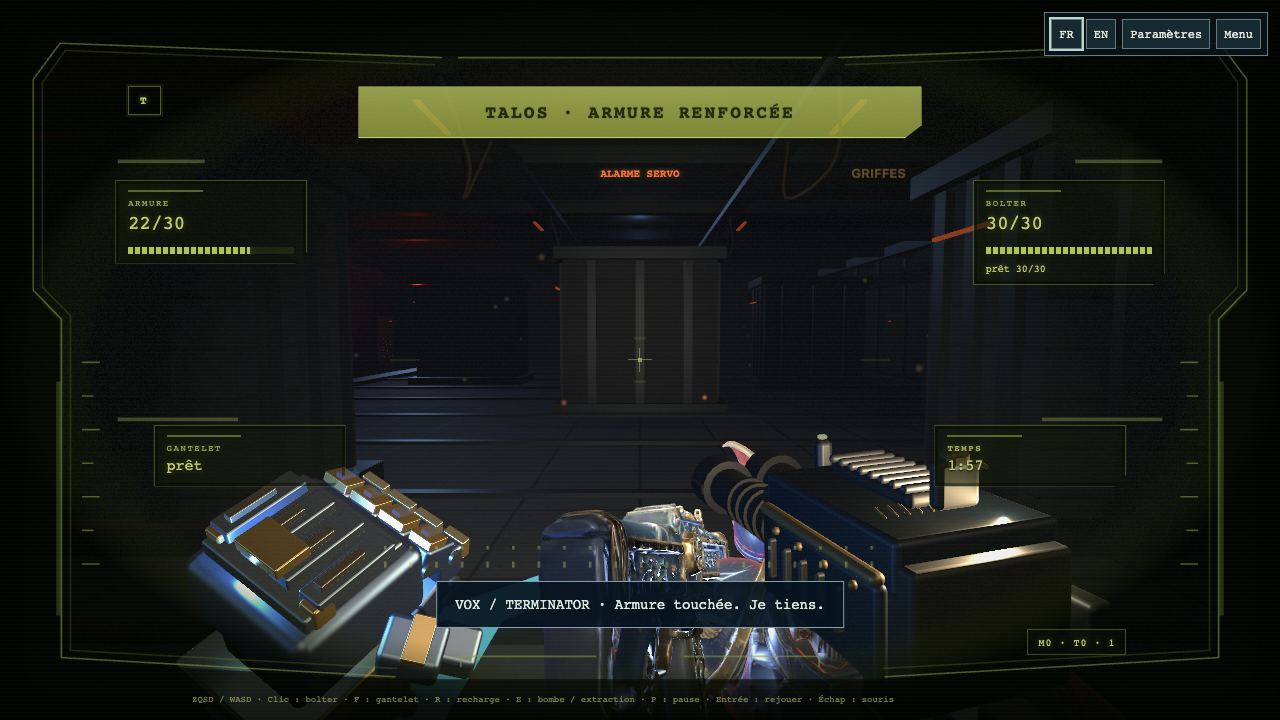 FR EN Paramètres Menu
T
TALOS · ARMURE RENFORCÉE
ALARME SERVO
GRIFFES
ARMURE
22/30
BOLTER
30/30
prêt 30/30
GANTELET
prêt
TEMPS
1:57
VOX / TERMINATOR · Armure touchée. Je tiens.
M0 · T0 · 1
ZQSD / WASD · Clic : bolter · F : gantelet · R : recharge · E : bombe / extraction · P : pause · Entrée : rejouer · Échap : souris